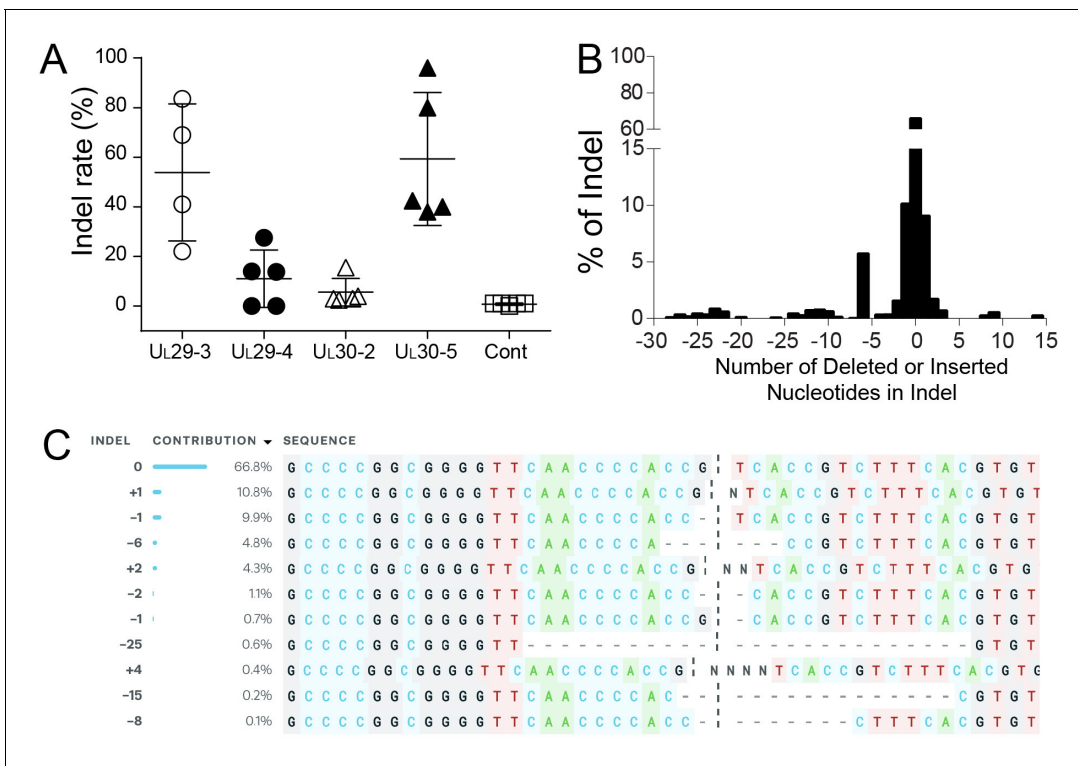 A
Indel rate (%)
100
80
60
40
20
0
UL29-3 UL29-4 UL30-2 UL30-5 Cont
B
% of Indel
100
80
60
15
10
5
0
-30 -25 -20 -15 -10 -5 0 5 10 15
Number of Deleted or Inserted
Nucleotides in Indel
C
INDEL CONTRIBUTION SEQUENCE
0 66.8% G C C C C G G C G G G G T T C A A C C C C A C C G ¦ T C A C C G T C T T T C A C G T G T
+1 10.8% G C C C C G G C G G G G T T C A A C C C C A C C G ¦ N T C A C C G T C T T T C A C G T G T
-1 9.9% G C C C C G G C G G G G T T C A A C C C C A C C - ¦ T C A C C G T C T T T C A C G T G T
-6 4.8% G C C C C G G C G G G G T T C A A C C C C A - - - ¦ - - - C C G T C T T T C A C G T G T
+2 4.3% G C C C C G G C G G G G T T C A A C C C C A C C G ¦ N N T C A C C G T C T T T C A C G T G
-2 1.1% G C C C C G G C G G G G T T C A A C C C C A C C - ¦ - C A C C G T C T T T C A C G T G T
-1 0.7% G C C C C G G C G G G G T T C A A C C C C A C C G ¦ - C A C C G T C T T T C A C G T G T
-25 0.6% G C C C C G G C G G G G T T - - - - - - - - - - - ¦ - - - - - - - - - - - - - - G T G T
+4 0.4% G C C C C G G C G G G G T T C A A C C C C A C C G ¦ N N N N T C A C C G T C T T T C A C G T G
-15 0.2% G C C C C G G C G G G G T T C A A C C C C A C - - ¦ - - - - - - - - - - - - - C G T G T
-8 0.1% G C C C C G G C G G G G T T C A A C C C C A C C - ¦ - - - - - - - C T T T C A C G T G T